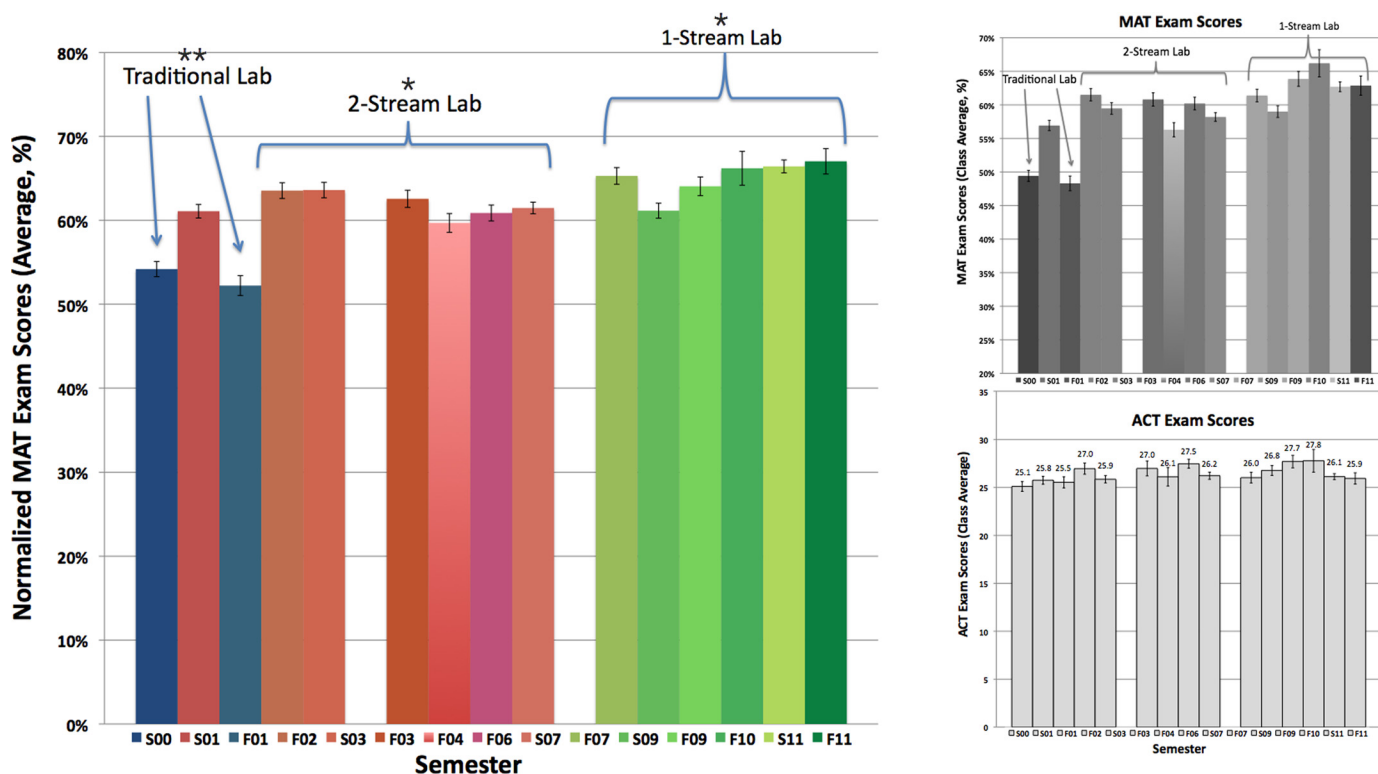 **
Traditional Lab
*
2-Stream Lab
*
1-Stream Lab
Normalized MAT Exam Scores (Average, %)
80%
70%
60%
50%
40%
30%
20%
10%
0%
S00 S01 F01 F02 S03 F03 F04 F06 S07 F07 S09 F09 F10 S11 F11
Semester
MAT Exam Scores
1-Stream Lab
2-Stream Lab
Traditional Lab
MAT Exam Scores (Class Average, %)
70%
65%
60%
55%
50%
45%
40%
35%
30%
25%
20%
S00 S01 F01 F02 S03 F03 F04 F06 S07 F07 S09 F09 F10 S11 F11
ACT Exam Scores
ACT Exam Scores (Class Average)
35
30
25
20
15
10
5
0
25.1 25.8 25.5 27.0 25.9 27.0 26.1 27.5 26.2 26.0 26.8 27.7 27.8 26.1 25.9
S00 S01 F01 F02 S03 F03 F04 F06 S07 F07 S09 F09 F10 S11 F11
Semester